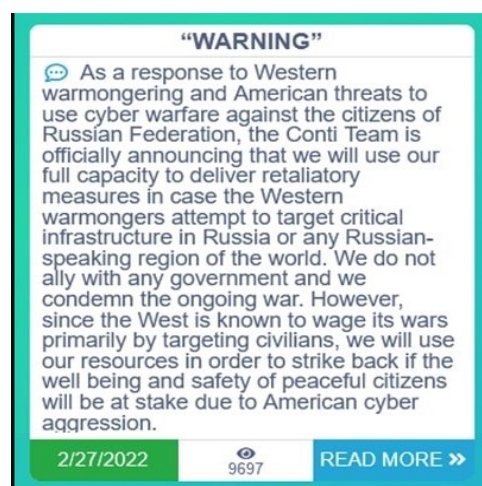 “WARNING”
As a response to Western
warmongering and American threats to
use cyber warfare against the citizens of
Russian Federation, the Conti Team is
officially announcing that we will use our
full capacity to deliver retaliatory
measures in case the Western
warmongers attempt to target critical
infrastructure in Russia or any Russian-
speaking region of the world. We do not
ally with any government and we
condemn the ongoing war. However,
since the West is known to wage its wars
primarily by targeting civilians, we will use
our resources in order to strike back if the
well being and safety of peaceful citizens
will be at stake due to American cyber
aggression.
2/27/2022
9697
READ MORE »